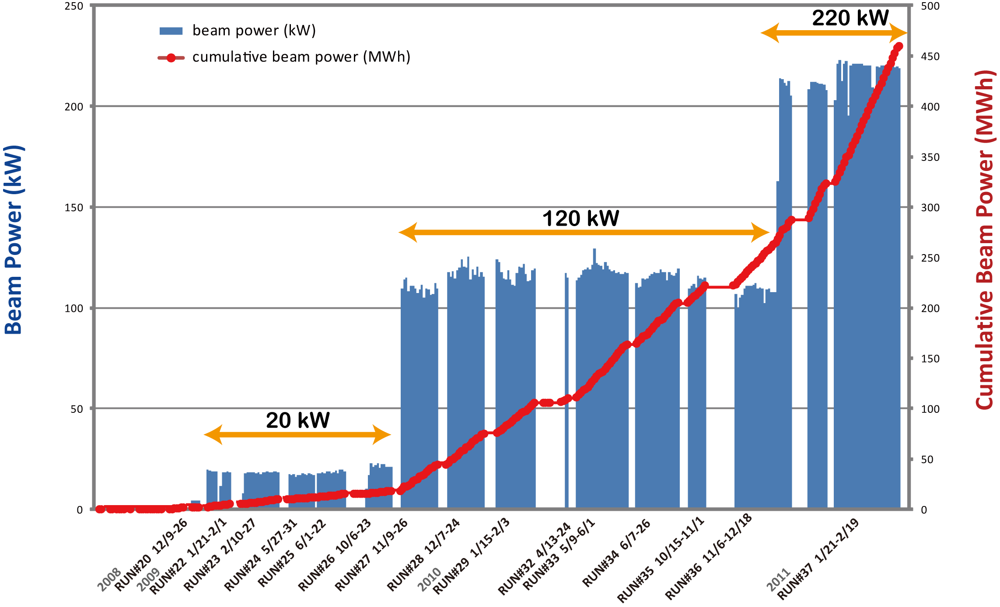 250
200
150
100
50
0
Beam Power (kW)
beam power (kW)
cumulative beam power (MWh)
20 kW
120 kW
220 kW
500
450
400
350
300
250
200
150
100
50
0
Cumulative Beam Power (MWh)
2008
RUN#20 12/9-26
2009
RUN#22 1/21-2/1
RUN#23 2/10-27
RUN#24 5/27-31
RUN#25 6/1-22
RUN#26 10/6-23
RUN#27 11/9-26
RUN#28 12/7-24
2010
RUN#29 1/15-2/3
RUN#32 4/13-24
RUN#33 5/9-6/1
RUN#34 6/7-26
RUN#35 10/15-11/1
RUN#36 11/6-12/18
2011
RUN#37 1/21-2/19